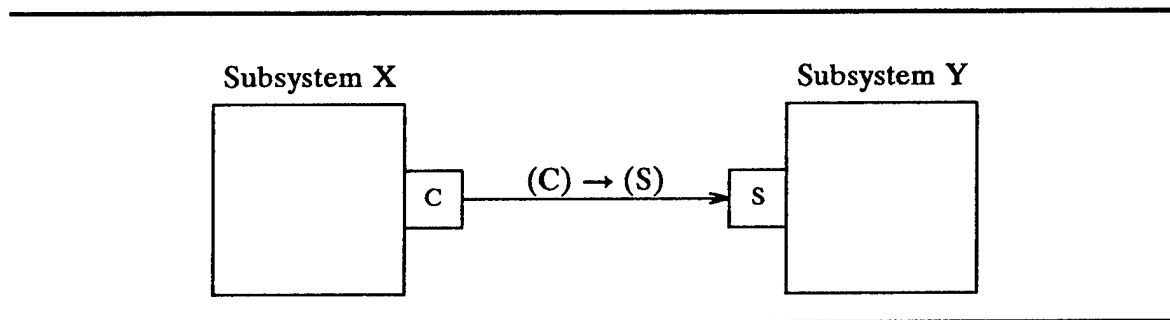 Subsystem X
Subsystem Y
C
(C) → (S)
S